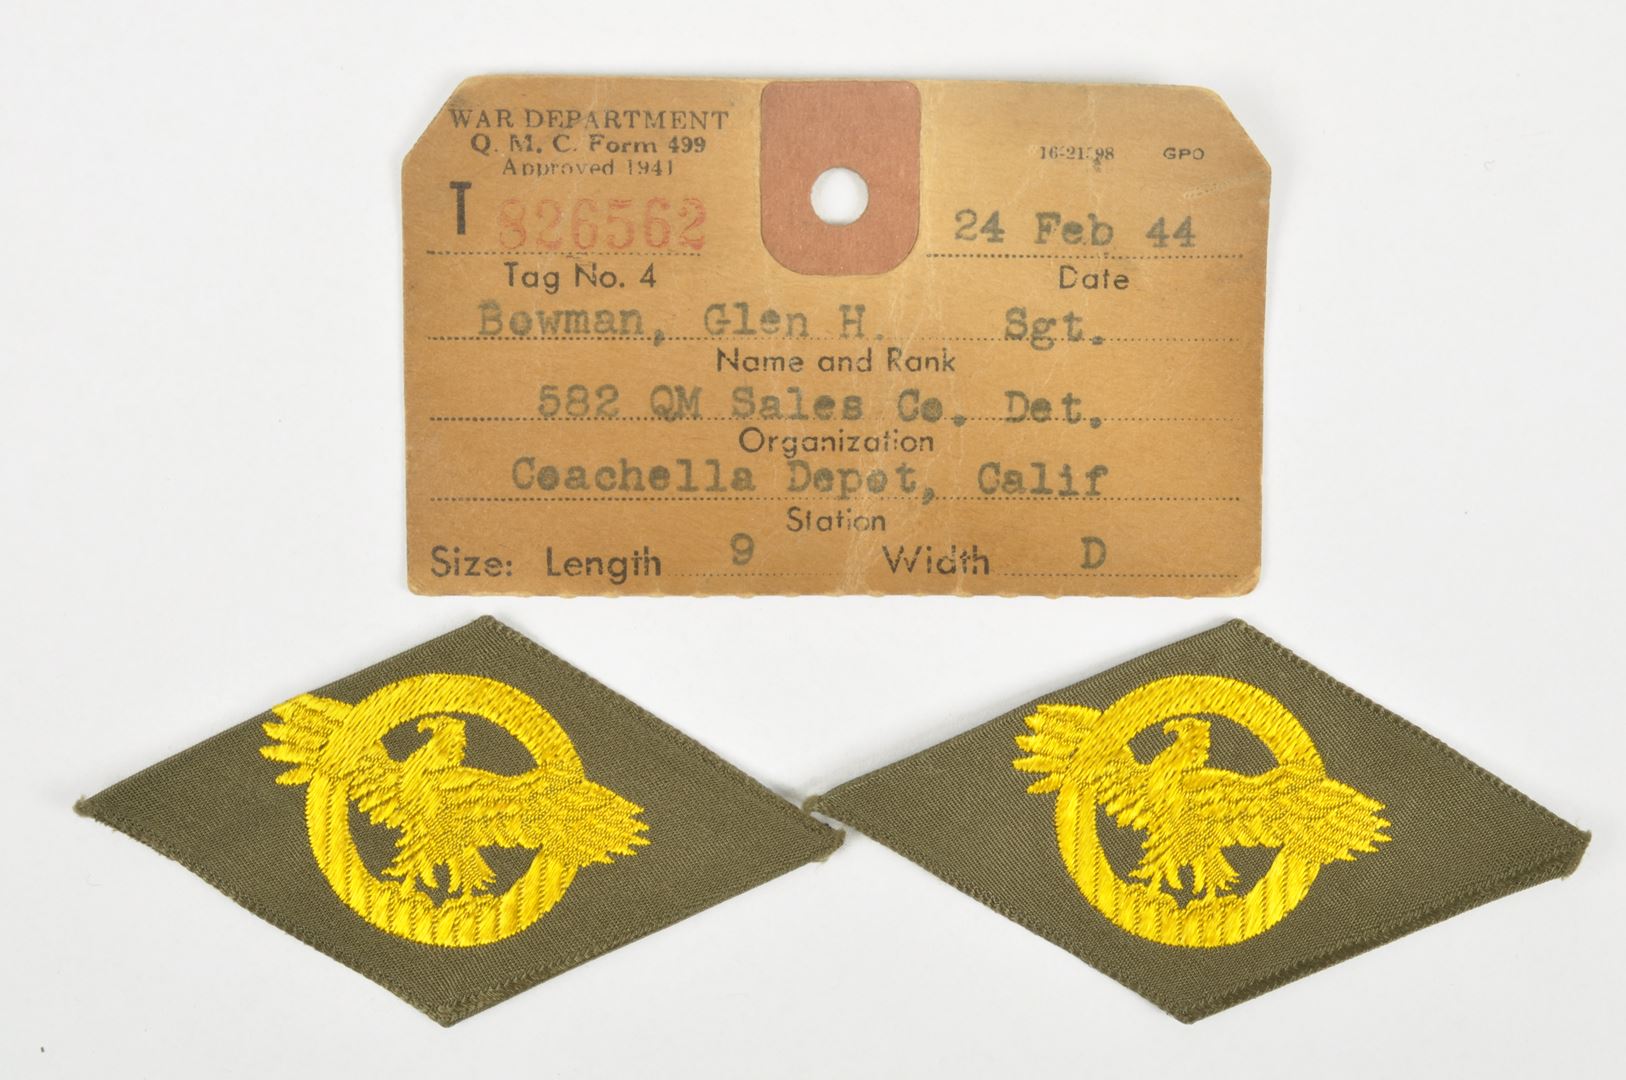 WAR DEPARTMENT
Q. M. C. Form 499
Approved 1941
16-21598 GPO
T 826562
24 Feb 44
Tag No. 4
Date
Bowman, Glen H. Sgt.
Name and Rank
582 QM Sales Co. Det.
Organization
Coachella Depot, Calif
Station
Size: Length 9 Width D